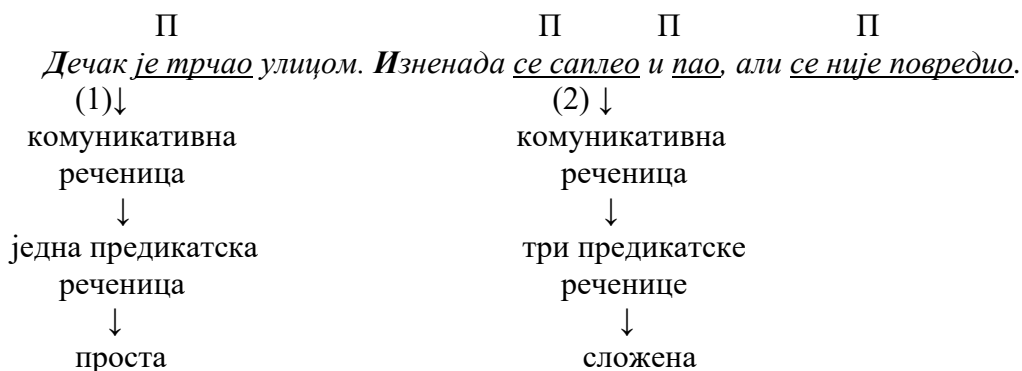 П П П П
Дечак је трчао улицом. Изненада се саплео и пао, али се није повредио.
(1)↓ (2) ↓
комуникативна комуникативна
реченица реченица
↓ ↓
једна предикатска три предикатске
реченица реченице
↓ ↓
проста сложена